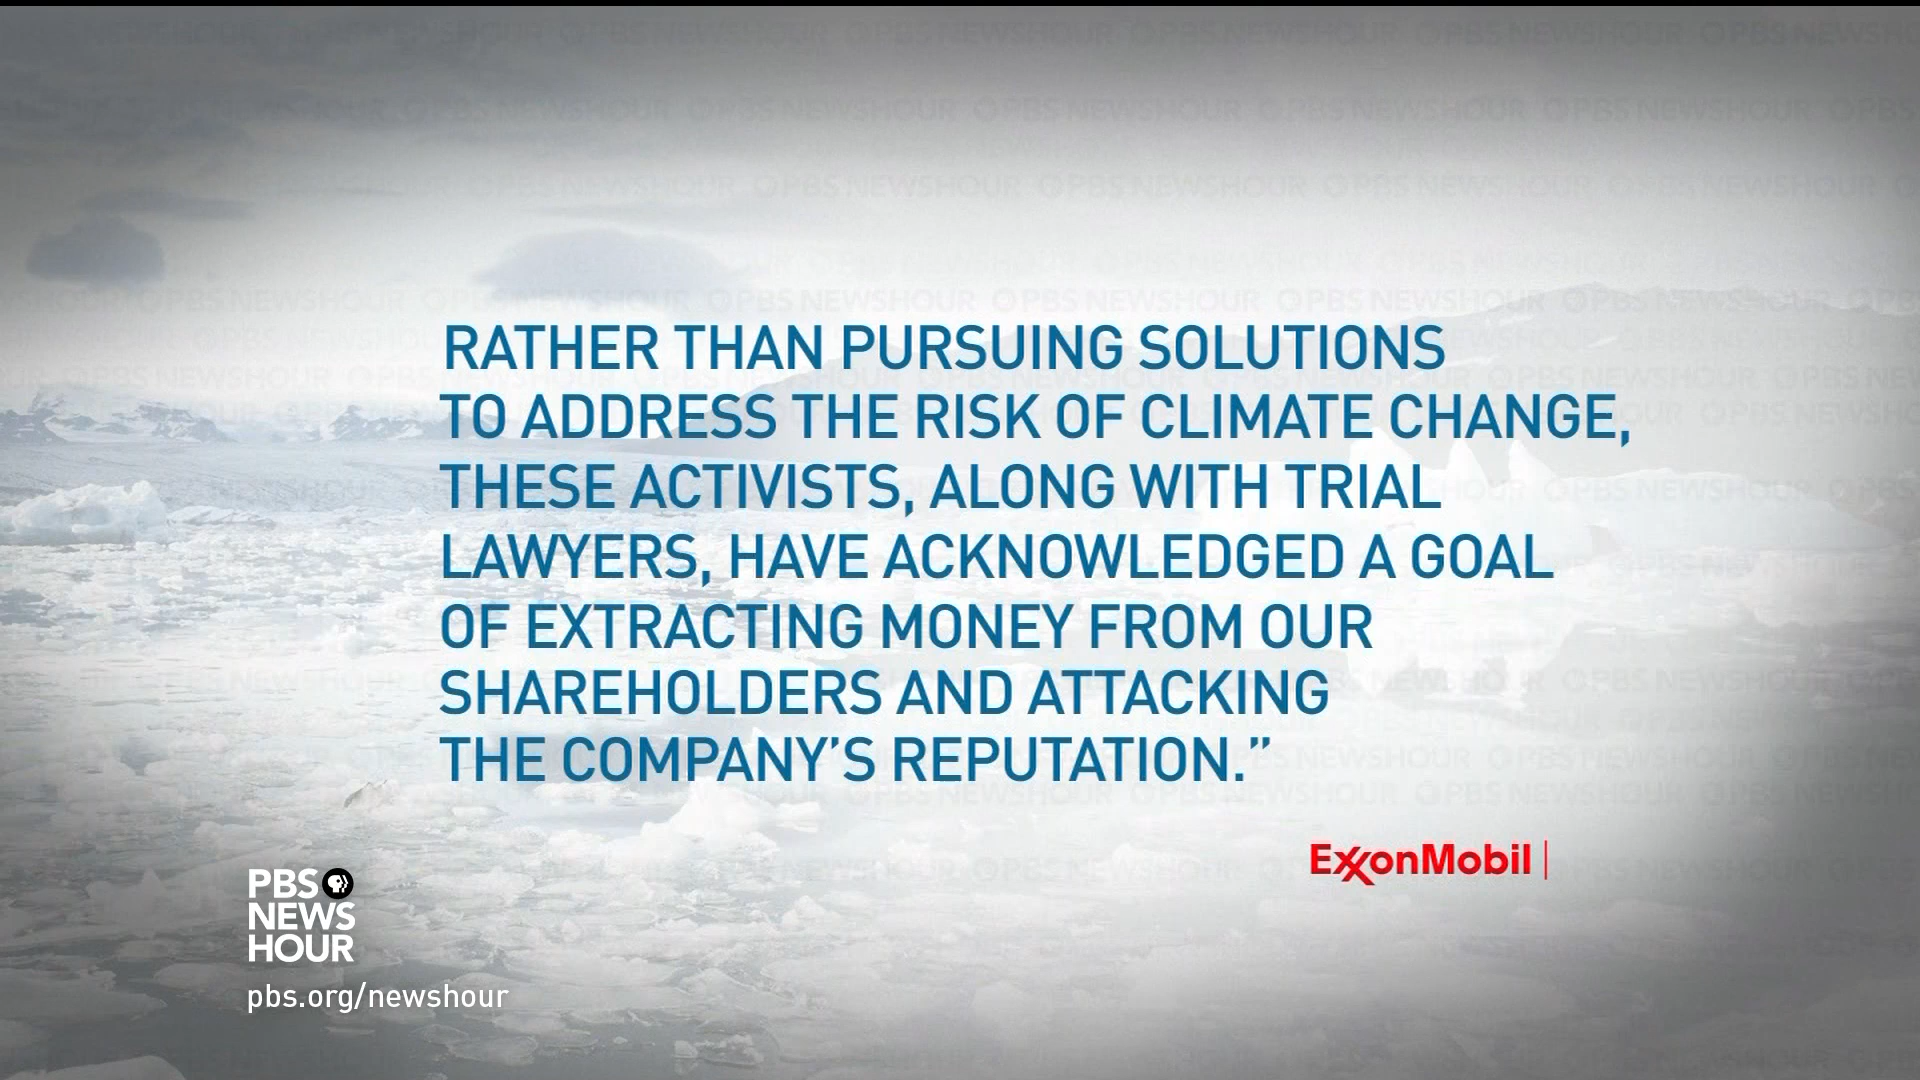 RATHER THAN PURSUING SOLUTIONS
TO ADDRESS THE RISK OF CLIMATE CHANGE,
THESE ACTIVISTS, ALONG WITH TRIAL
LAWYERS, HAVE ACKNOWLEDGED A GOAL
OF EXTRACTING MONEY FROM OUR
SHAREHOLDERS AND ATTACKING
THE COMPANY’S REPUTATION.”
ExxonMobil
PBS
NEWS
HOUR
pbs.org/newshour